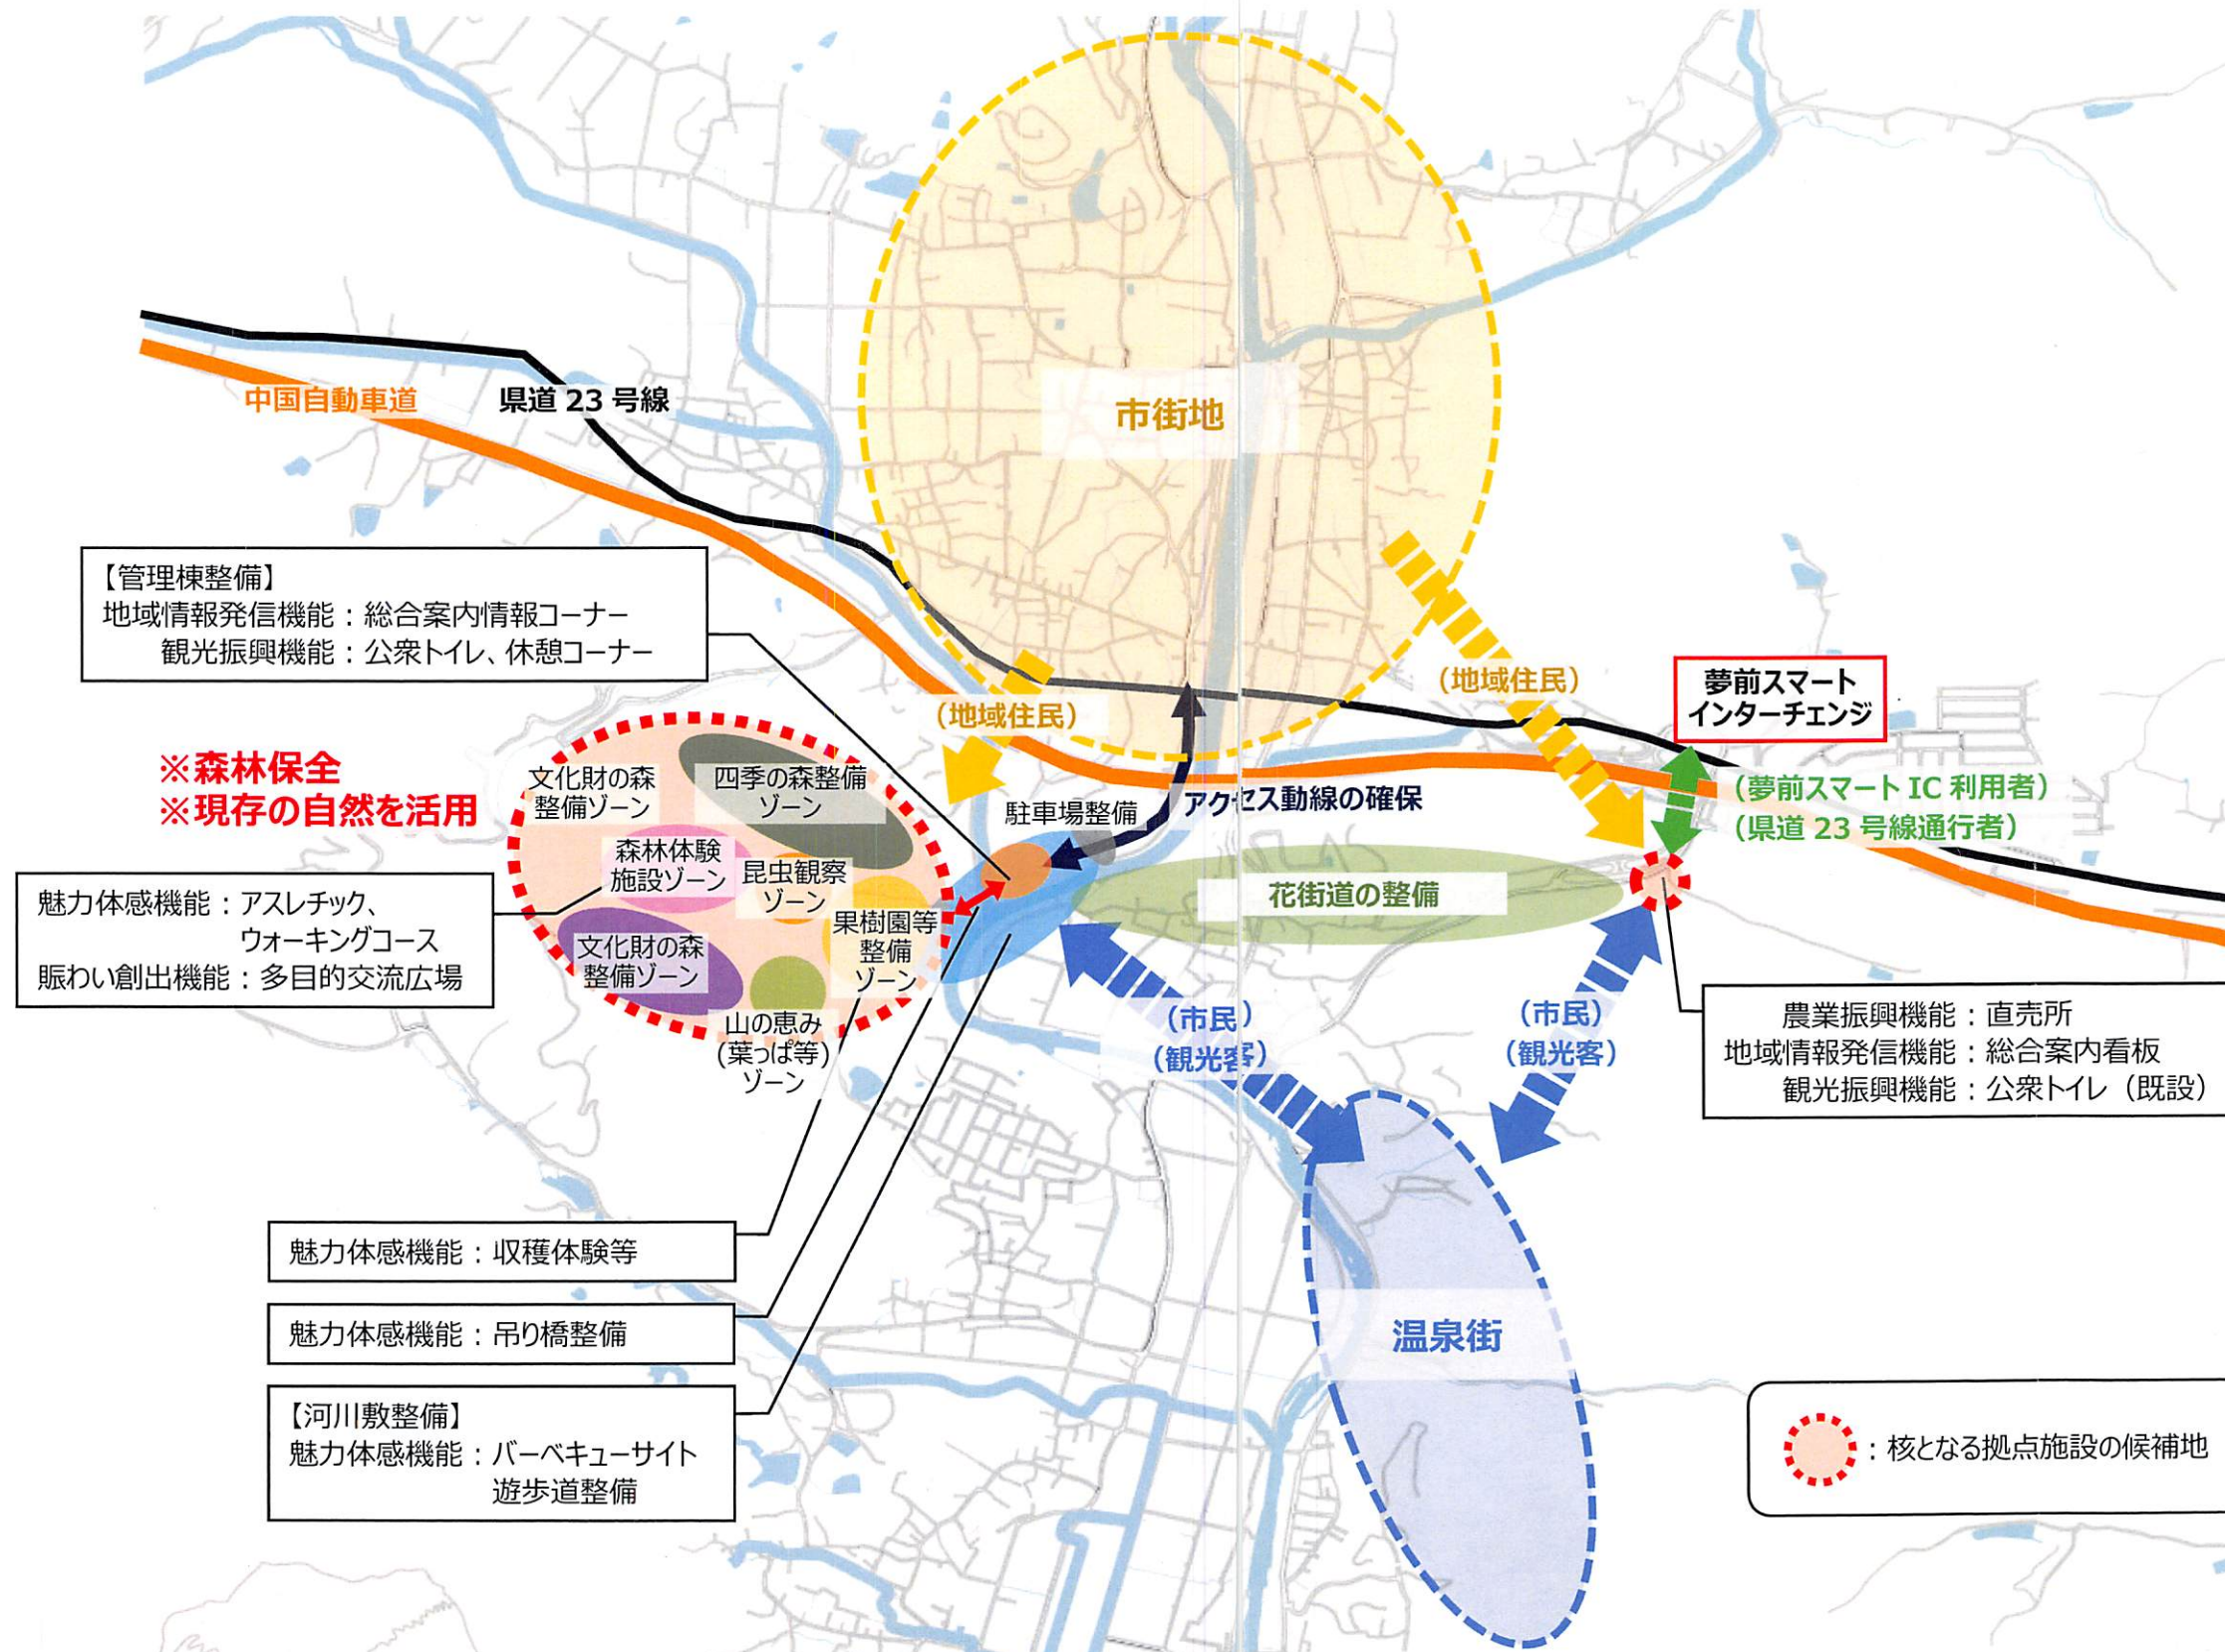 中国自動車道
県道 23 号線
市街地
【管理棟整備】
地域情報発信機能：総合案内情報コーナー
観光振興機能：公衆トイレ、休憩コーナー
（地域住民）
（地域住民）
夢前スマート
インターチェンジ
※森林保全
※現存の自然を活用
文化財の森
整備ゾーン
四季の森整備
ゾーン
駐車場整備
アクセス動線の確保
（夢前スマート IC 利用者）
（県道 23 号線通行者）
森林体験
施設ゾーン
昆虫観察
ゾーン
花街道の整備
魅力体感機能：アスレチック、
ウォーキングコース
賑わい創出機能：多目的交流広場
果樹園等
整備
ゾーン
文化財の森
整備ゾーン
山の恵み
(葉っぱ等)
ゾーン
（市民）
（観光客）
（市民）
（観光客）
農業振興機能：直売所
地域情報発信機能：総合案内看板
観光振興機能：公衆トイレ（既設）
魅力体感機能：収穫体験等
魅力体感機能：吊り橋整備
温泉街
【河川敷整備】
魅力体感機能：バーベキューサイト
遊歩道整備
：核となる拠点施設の候補地